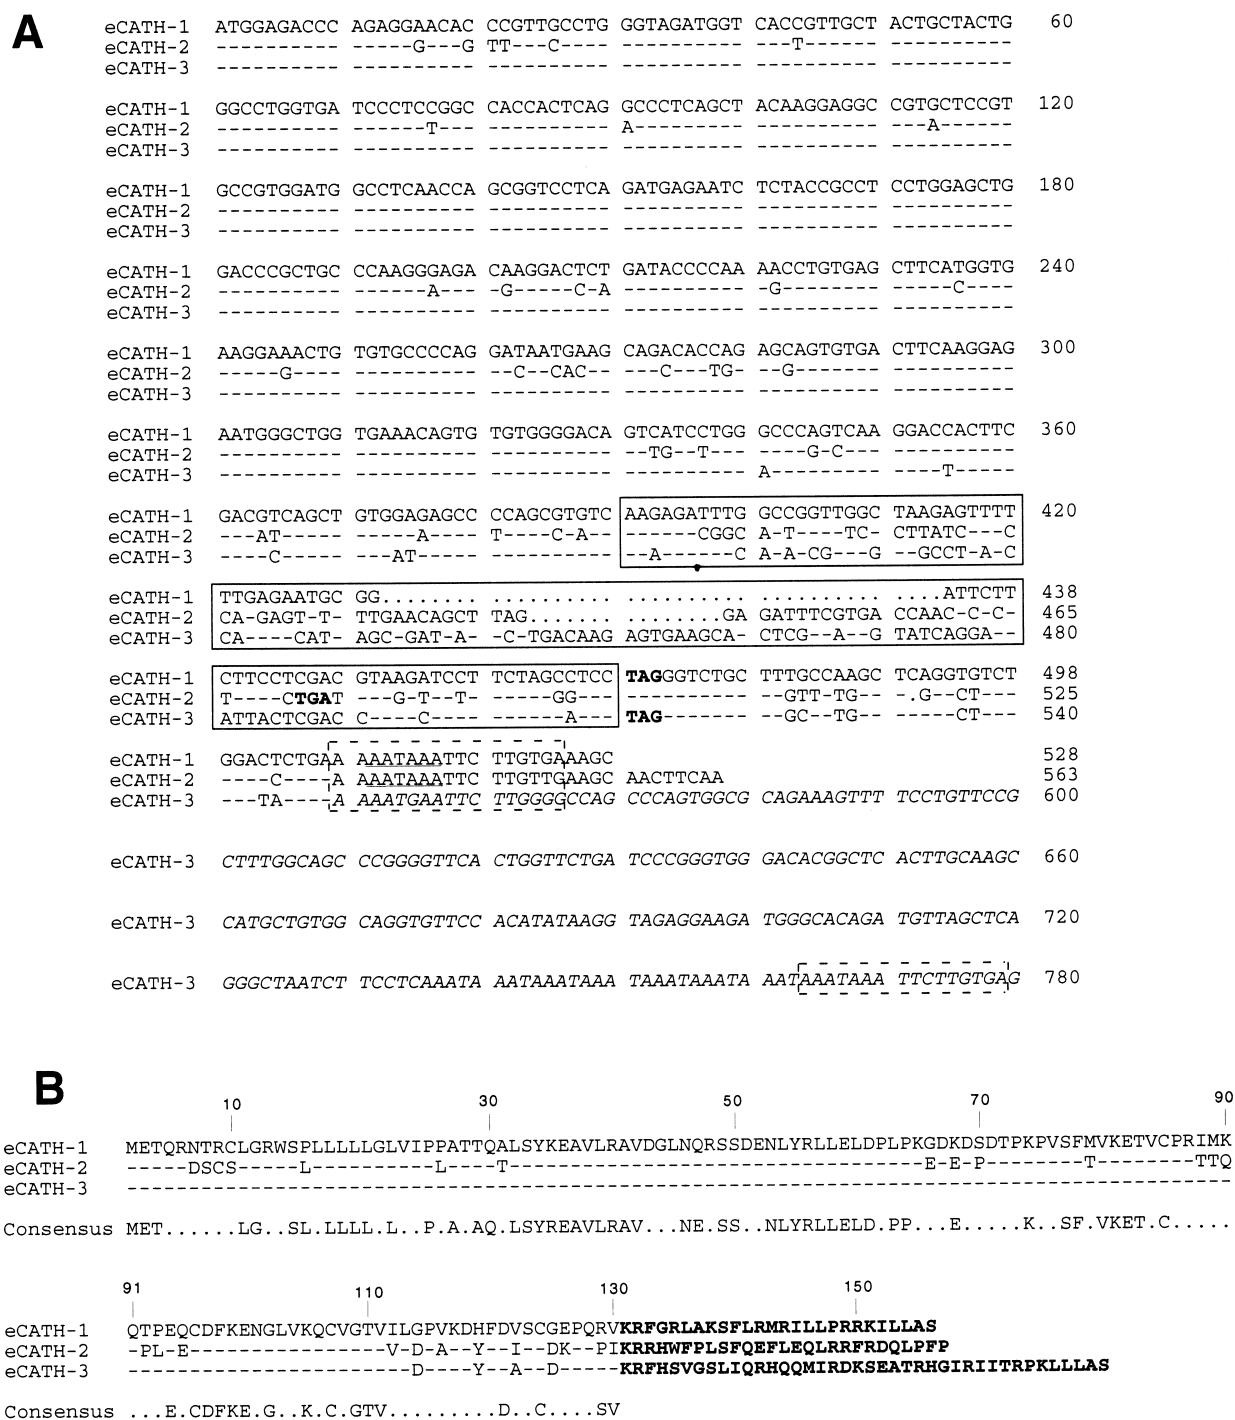 A
eCATH-1 ATGGAGACCC AGAGGAACAC CCGTTGCCTG GGTAGATGGT CACCGTTGCT ACTGCTACTG 60
eCATH-2 ---------- ------G---G TT---C---- ---------- ---T------ ----------
eCATH-3 ---------- ---------- ---------- ---------- ---------- ----------
eCATH-1 GGCCTGGTGA TCCCTCCGGC CACCACTCAG GCCCTCAGCT ACAAGGAGGC CGTGCTCCGT 120
eCATH-2 ---------- ------T--- ---------- A--------- ---------- ---A------
eCATH-3 ---------- ---------- ---------- ---------- ---------- ----------
eCATH-1 GCCGTGGATG GCCTCAACCA GCGGTCCTCA GATGAGAATC TCTACCGCCT CCTGGAGCTG 180
eCATH-2 ---------- ---------- ---------- ---------- ---------- ----------
eCATH-3 ---------- ---------- ---------- ---------- ---------- ----------
eCATH-1 GACCCGCTGC CCAAGGGAGA CAAGGACTCT GATACCCCAA AACCTGTGAG CTTCATGGTG 240
eCATH-2 ---------- ------A--- -G-----C-A ---------- -G-------- -----C----
eCATH-3 ---------- ---------- ---------- ---------- ---------- ----------
eCATH-1 AAGGAAACTG TGTGCCCCAG GATAATGAAG CAGACACCAG AGCAGTGTGA CTTCAAGGAG 300
eCATH-2 -----G---- ---------- --C--CAC-- ---C---TG- --G------- ----------
eCATH-3 ---------- ---------- ---------- ---------- ---------- ----------
eCATH-1 AATGGGCTGG TGAAACAGTG TGTGGGGACA GTCATCCTGG GCCCAGTCAA GGACCACTTC 360
eCATH-2 ---------- ---------- ---------- --TG--T--- ----G-C--- ----------
eCATH-3 ---------- ---------- ---------- ---------- A--------- ----T-----
eCATH-1 GACGTCAGCT GTGGAGAGCC CCAGCGTGTC AAGAGATTTG GCCGGTTGGC TAAGAGTTTT 420
eCATH-2 ---AT----- -----A---- T----C-A-- ------CGGC A-T----TC- CTTATC---C
eCATH-3 ----C----- ---AT----- ---------- --A------C A-A-CG---G --GCCT-A-C
eCATH-1 TTGAGAATGC GG........ .......... .......... .......... ....ATTCTT 438
eCATH-2 CA-GAGT-T- TTGAACAGCT TAG....... ........GA GATTTCGTGA CCAAC-C-C- 465
eCATH-3 CA----CAT- AGC-GAT-A- -C-TGACAAG AGTGAAGCA- CTCG--A--G TATCAGGA-- 480
eCATH-1 CTTCCTCGAC GTAAGATCCT TCTAGCCTCC TAGGGTCTGC TTTGCCAAGC TCAGGTGTCT 498
eCATH-2 T----CTGAT ---G-T--T- -----GG--- ---------- --GTT-TG-- -.G--CT--- 525
eCATH-3 ATTACTCGAC C----C---- ------A--- TAG------- --GC--TG-- -----CT--- 540
eCATH-1 GGACTCTGAA AAATAAATTC TTGTGAAAGC 528
eCATH-2 ----C----A AAATAAATTC TTGTTGAAGC AACTTCAA 563
eCATH-3 ---TA----A AAATGAATTC TTGGGGCCAG CCCAGTGGCG CAGAAAGTTT TCCTGTTCCG 600
eCATH-3 CTTTGGCAGC CCGGGGTTCA CTGGTTCTGA TCCCGGGTGG GACACGGCTC ACTTGCAAGC 660
eCATH-3 CATGCTGTGG CAGGTGTTCC ACATATAAGG TAGAGGAAGA TGGGCACAGA TGTTAGCTCA 720
eCATH-3 GGGCTAATCT TCCTCAAATA AATAAATAAA TAAATAAATA AATAAATAAA TTCTTGTGAG 780
B
10 30 50 70 90
eCATH-1 METQRNTRCLGRWSPLLLLLGLVIPPATTQALSYKEAVLRAVDGLNQRSSDENLYRLLELDPLPKGDKDSDTPKPVSFMVKETVCPRIMK
eCATH-2 -----DSCS-----L----------L----T----------------------------------E-E-P--------T--------TTQ
eCATH-3 ------------------------------------------------------------------------------------------
Consensus MET......LG..SL.LLLL.L..P.A.AQ.LSYREAVLRAV...NE.SS..NLYRLLELD.PP...E.....K..SF.VKET.C.....
91 110 130 150
eCATH-1 QTPEQCDFKENGLVKQCVGTVILGPVKDHFDVSCGEPQRVKRFGRLAKSFLRMRILLPRRKILLAS
eCATH-2 -PL-E----------------V-D-A--Y--I--DK--PIKRRHWFPLSFQEFLEQLRRFRDQLPFP
eCATH-3 -----------------------D----Y--A--D-----KRFHSVGSLIQRHQQMIRDKSEATRHGIRIITRPKLLLAS
Consensus ...E.CDFKE.G..K.C.GTV.........D..C....SV